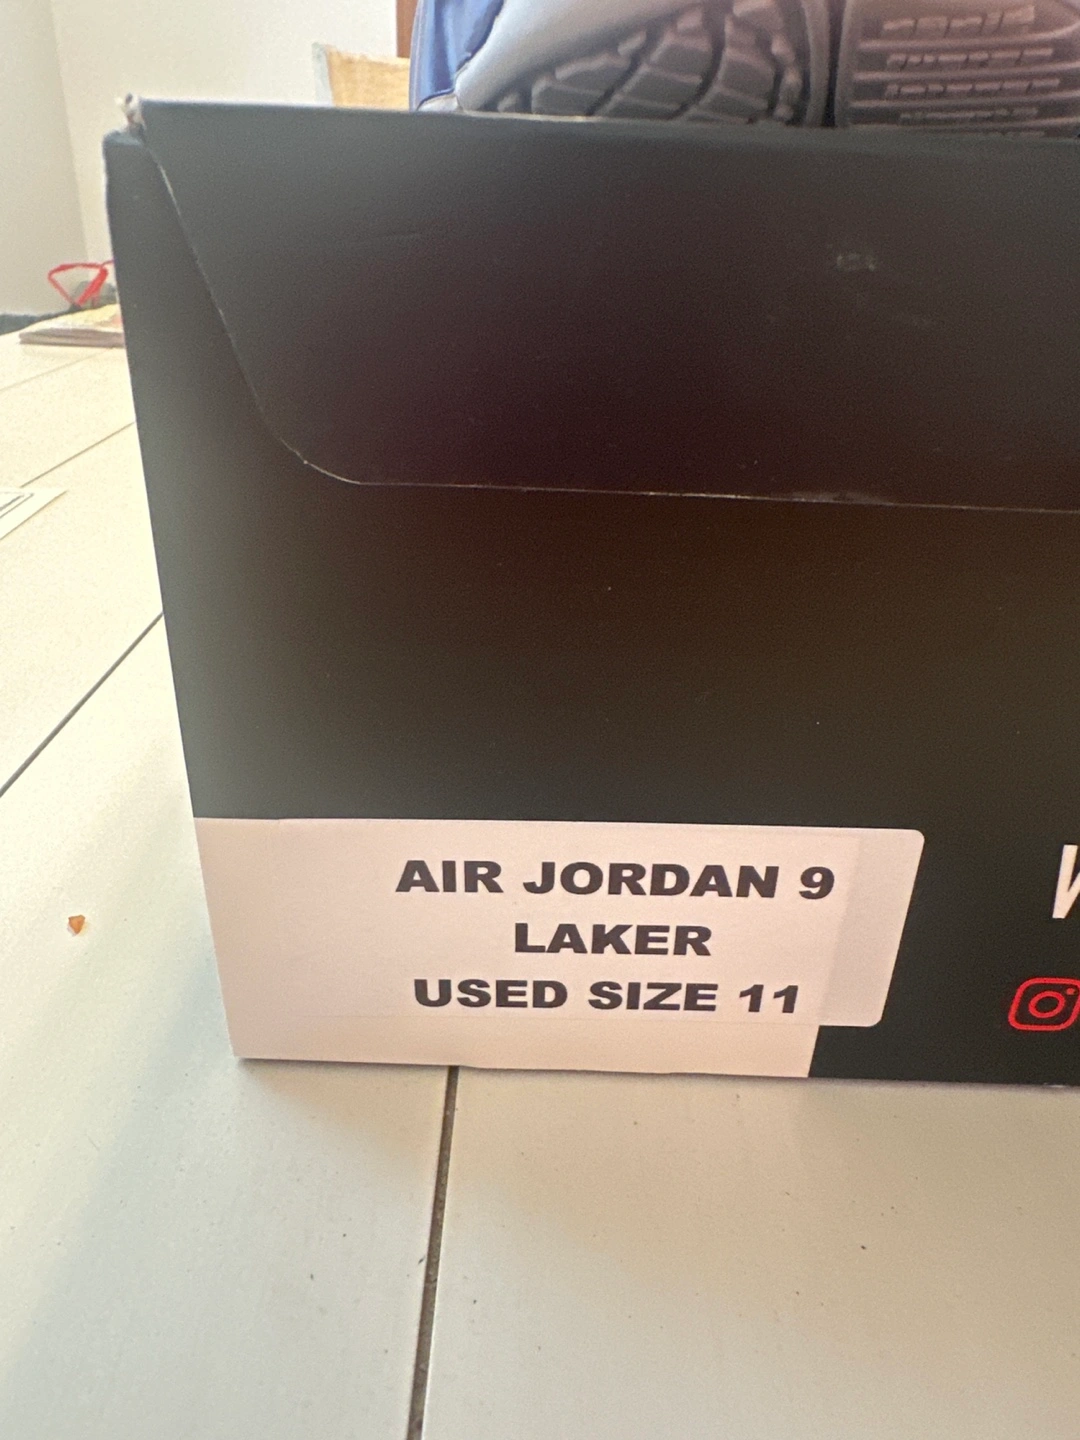 AIR JORDAN 9
LAKER
USED SIZE 11